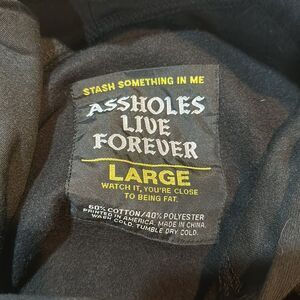 STASH SOMETHING IN ME
ASSHOLES
LIVE
FOREVER
LARGE
WATCH IT, YOU'RE CLOSE
TO BEING FAT.
60% COTTON/40% POLYESTER
PRINTED IN AMERICA. MADE IN CHINA.
WASH COLD, TUMBLE DRY COLD.